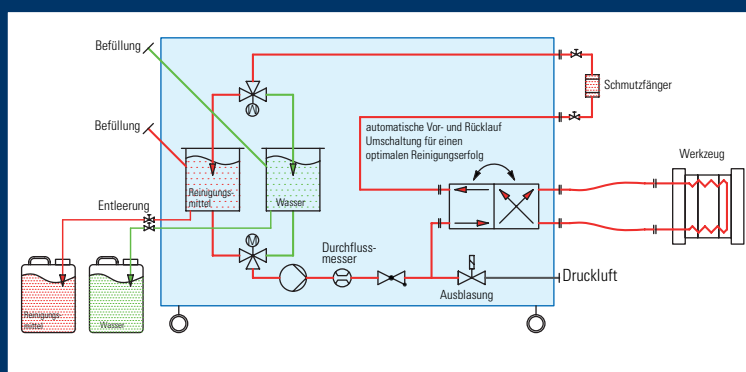 Befüllung
Schmutzfänger
Befüllung
automatische Vor- und Rücklauf
Umschaltung für einen
optimalen Reinigungserfolg
Werkzeug
Reinigungs-
mittel
Wasser
Entleerung
Durchfluss-
messer
Druckluft
Ausblasung
Reinigungs-
mittel
Wasser
M
M